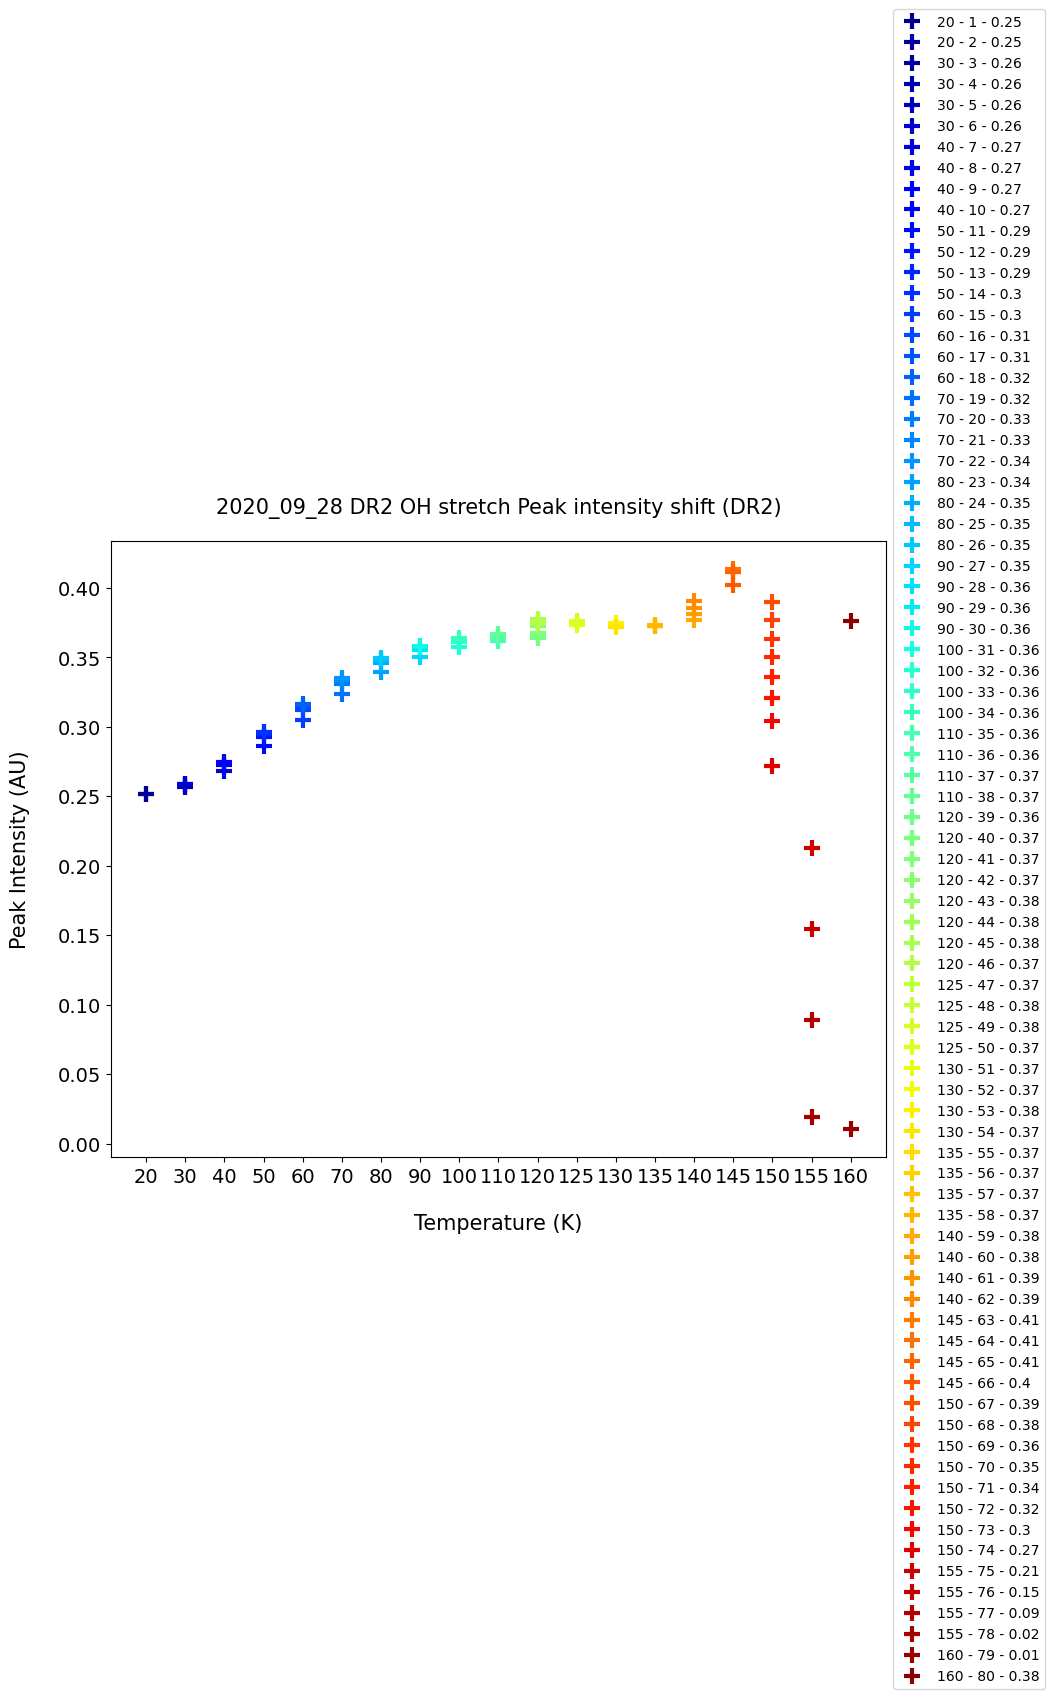 20 - 1 - 0.25
20 - 2 - 0.25
30 - 3 - 0.26
30 - 4 - 0.26
30 - 5 - 0.26
30 - 6 - 0.26
40 - 7 - 0.27
40 - 8 - 0.27
40 - 9 - 0.27
40 - 10 - 0.27
50 - 11 - 0.29
50 - 12 - 0.29
50 - 13 - 0.29
50 - 14 - 0.3
60 - 15 - 0.3
60 - 16 - 0.31
60 - 17 - 0.31
60 - 18 - 0.32
70 - 19 - 0.32
70 - 20 - 0.33
70 - 21 - 0.33
70 - 22 - 0.34
80 - 23 - 0.34
80 - 24 - 0.35
80 - 25 - 0.35
80 - 26 - 0.35
90 - 27 - 0.35
90 - 28 - 0.36
90 - 29 - 0.36
90 - 30 - 0.36
100 - 31 - 0.36
100 - 32 - 0.36
100 - 33 - 0.36
100 - 34 - 0.36
110 - 35 - 0.36
110 - 36 - 0.36
110 - 37 - 0.37
110 - 38 - 0.37
120 - 39 - 0.36
120 - 40 - 0.37
120 - 41 - 0.37
120 - 42 - 0.37
120 - 43 - 0.38
120 - 44 - 0.38
120 - 45 - 0.38
120 - 46 - 0.37
125 - 47 - 0.37
125 - 48 - 0.38
125 - 49 - 0.38
125 - 50 - 0.37
130 - 51 - 0.37
130 - 52 - 0.37
130 - 53 - 0.38
130 - 54 - 0.37
135 - 55 - 0.37
135 - 56 - 0.37
135 - 57 - 0.37
135 - 58 - 0.37
140 - 59 - 0.38
140 - 60 - 0.38
140 - 61 - 0.39
140 - 62 - 0.39
145 - 63 - 0.41
145 - 64 - 0.41
145 - 65 - 0.41
145 - 66 - 0.4
150 - 67 - 0.39
150 - 68 - 0.38
150 - 69 - 0.36
150 - 70 - 0.35
150 - 71 - 0.34
150 - 72 - 0.32
150 - 73 - 0.3
150 - 74 - 0.27
155 - 75 - 0.21
155 - 76 - 0.15
155 - 77 - 0.09
155 - 78 - 0.02
160 - 79 - 0.01
160 - 80 - 0.38
2020_09_28 DR2 OH stretch Peak intensity shift (DR2)
Peak Intensity (AU)
0.40
0.35
0.30
0.25
0.20
0.15
0.10
0.05
0.00
20 30 40 50 60 70 80 90 100 110 120 125 130 135 140 145 150 155 160
Temperature (K)